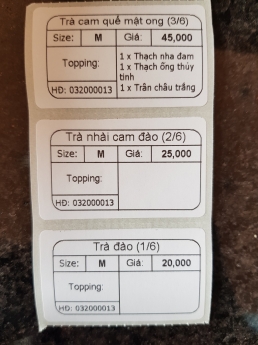 Trà cam quế mật ong (3/6)
Size: M Giá: 45,000
Topping:
1 x Thạch nha đam
1 x Thạch ống thủy
tinh
1 x Trân châu trắng
HĐ: 032000013
Trà nhài cam đào (2/6)
Size: M Giá: 25,000
Topping:
HĐ: 032000013
Trà đào (1/6)
Size: M Giá: 20,000
Topping:
HĐ: 032000013